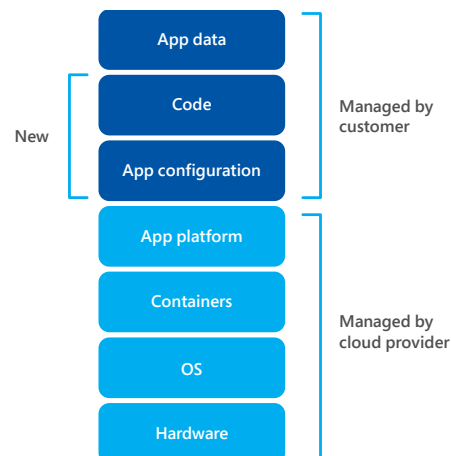 App data
Code
New
Managed by
customer
App configuration
App platform
Containers
Managed by
cloud provider
OS
Hardware